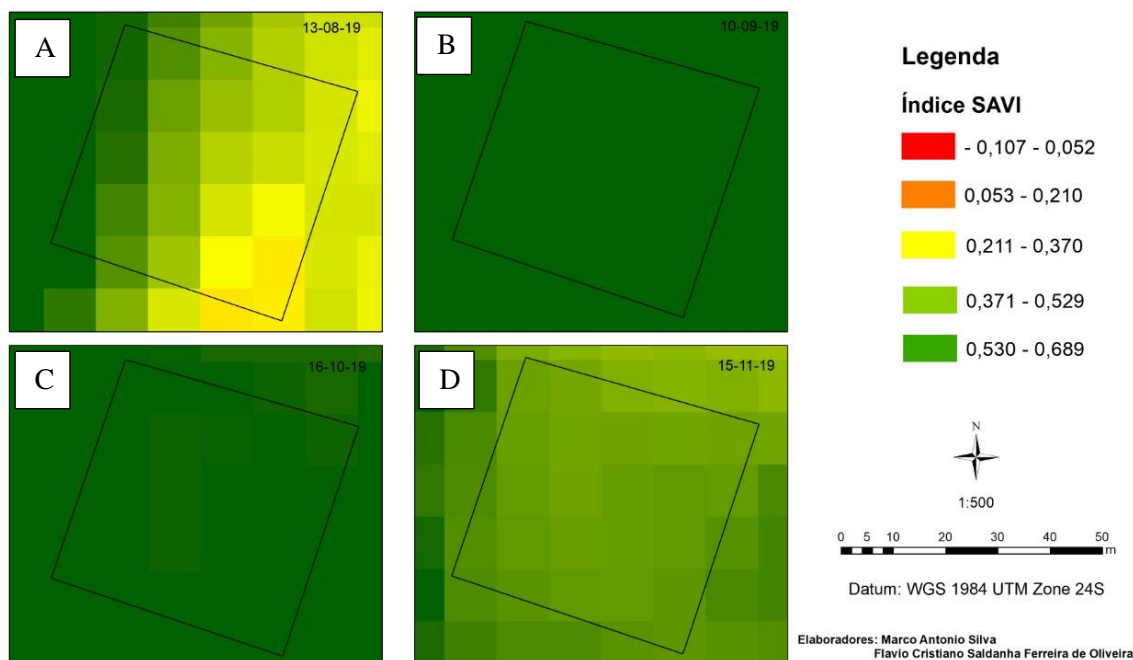 A
13-08-19
B
10-09-19
C
16-10-19
D
15-11-19
Legenda
Índice SAVI
- 0,107 - 0,052
0,053 - 0,210
0,211 - 0,370
0,371 - 0,529
0,530 - 0,689
N
1:500
0 5 10 20 30 40 50
m
Datum: WGS 1984 UTM Zone 24S
Elaboradores: Marco Antonio Silva
Flavio Cristiano Saldanha Ferreira de Oliveira